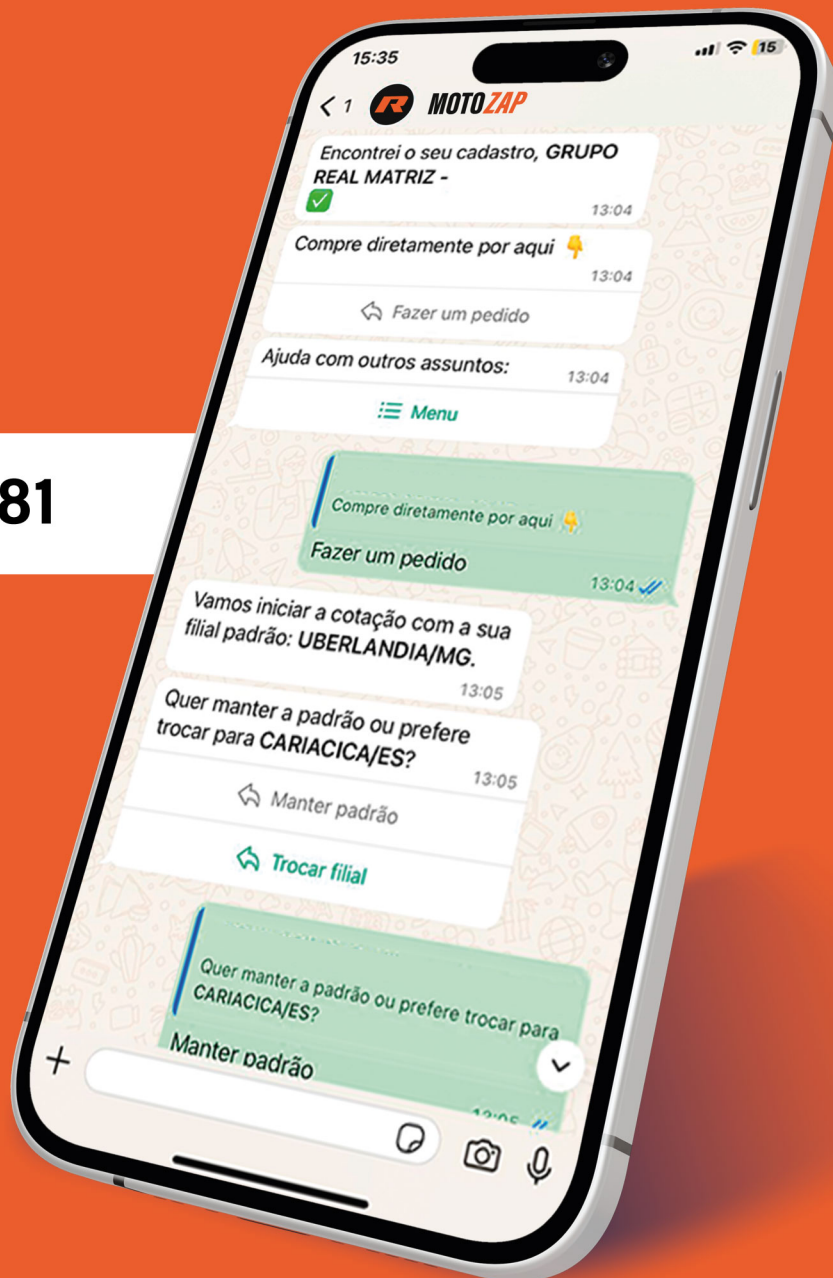 15:35
15
1
R MOTOZAP
Encontrei o seu cadastro, GRUPO
REAL MATRIZ -
13:04
Compre diretamente por aqui 👇
13:04
Fazer um pedido
Ajuda com outros assuntos:
13:04
Menu
81
Compre diretamente por aqui 👇
Fazer um pedido
13:04
Vamos iniciar a cotação com a sua
filial padrão: UBERLANDIA/MG.
13:05
Quer manter a padrão ou prefere
trocar para CARIACICA/ES?
13:05
Manter padrão
Trocar filial
Quer manter a padrão ou prefere trocar para
CARIACICA/ES?
Manter padrão
13:05